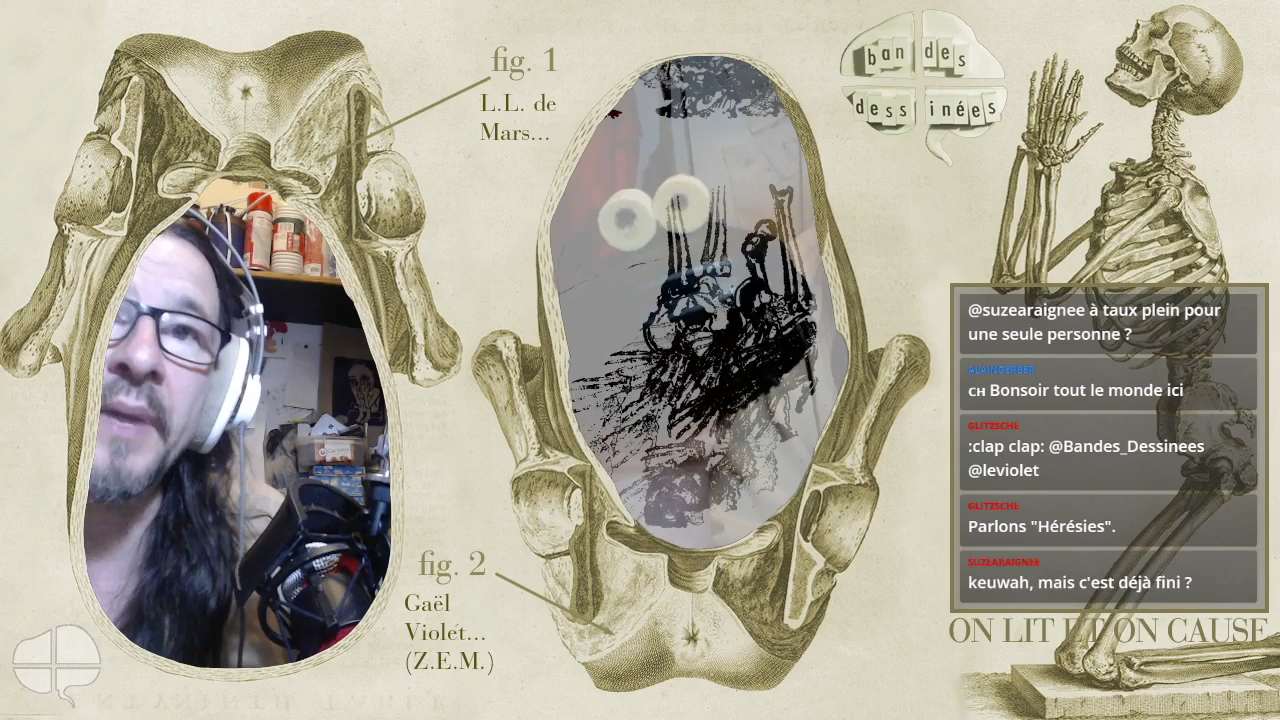 fig. 1
L.L. de
Mars...
ban des
dess inées
@suzearaignee à taux plein pour
une seule personne ?
ALAINGERBER
CH Bonsoir tout le monde ici
GLITZSCHE
:clap clap: @Bandes_Dessinees
@leviolet
GLITZSCHE
Parlons "Hérésies".
SUZEARAIGNEE
keuwah, mais c'est déjà fini ?
fig. 2
Gaël
Violet...
(Z.E.M.)
ON LIT ET ON CAUSE